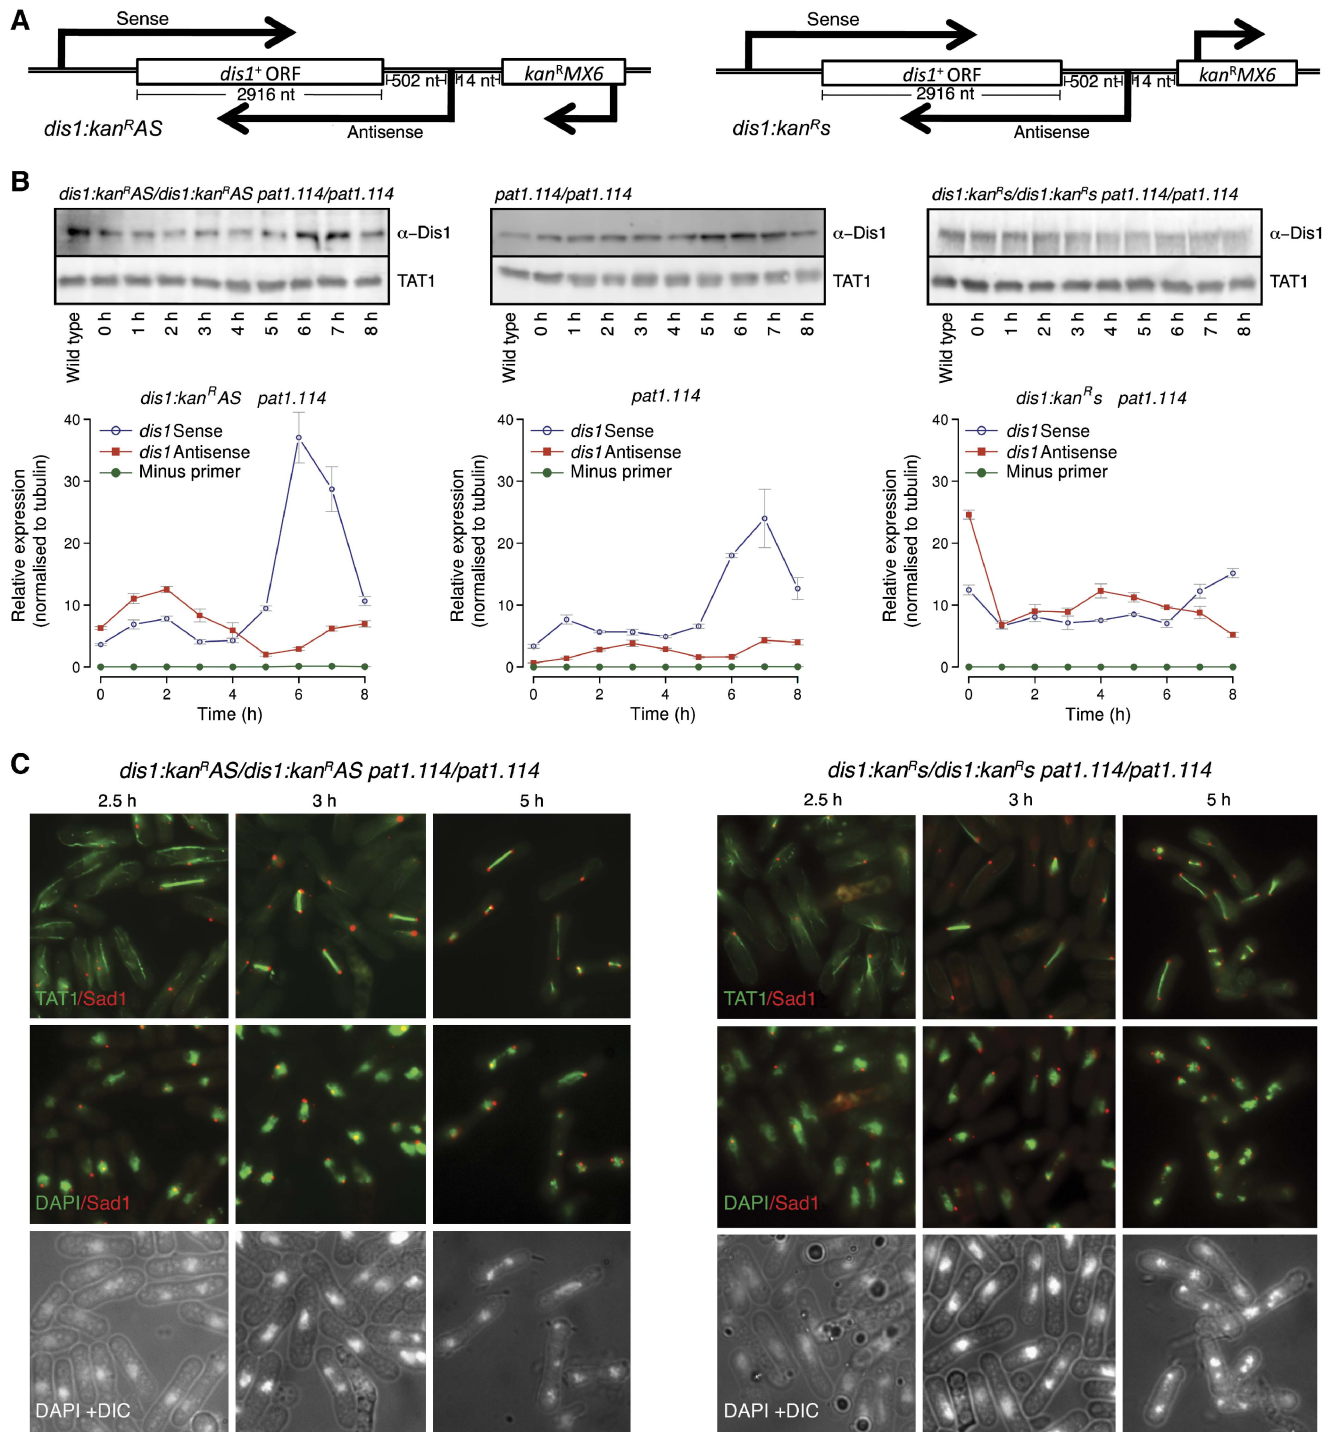 A
Sense
dis1+ ORF
502 nt
14 nt
kanRMX6
2916 nt
dis1:kanRAS
Antisense
Sense
dis1+ ORF
502 nt
14 nt
kanRMX6
2916 nt
dis1:kanRs
Antisense
B
dis1:kanRAS/dis1:kanRAS pat1.114/pat1.114
α–Dis1
TAT1
Wild type
0 h
1 h
2 h
3 h
4 h
5 h
6 h
7 h
8 h
pat1.114/pat1.114
α–Dis1
TAT1
Wild type
0 h
1 h
2 h
3 h
4 h
5 h
6 h
7 h
8 h
dis1:kanRs/dis1:kanRs pat1.114/pat1.114
α–Dis1
TAT1
Wild type
0 h
1 h
2 h
3 h
4 h
5 h
6 h
7 h
8 h
dis1:kanRAS pat1.114
Relative expression
(normalised to tubulin)
40
30
20
10
0
dis1 Sense
dis1 Antisense
Minus primer
0 2 4 6 8
Time (h)
pat1.114
Relative expression
(normalised to tubulin)
40
30
20
10
0
dis1 Sense
dis1 Antisense
Minus primer
0 2 4 6 8
Time (h)
dis1:kanRs pat1.114
Relative expression
(normalised to tubulin)
40
30
20
10
0
dis1 Sense
dis1 Antisense
Minus primer
0 2 4 6 8
Time (h)
C
dis1:kanRAS/dis1:kanRAS pat1.114/pat1.114
2.5 h 3 h 5 h
TAT1/Sad1
DAPI/Sad1
DAPI +DIC
dis1:kanRs/dis1:kanRs pat1.114/pat1.114
2.5 h 3 h 5 h
TAT1/Sad1
DAPI/Sad1
DAPI +DIC